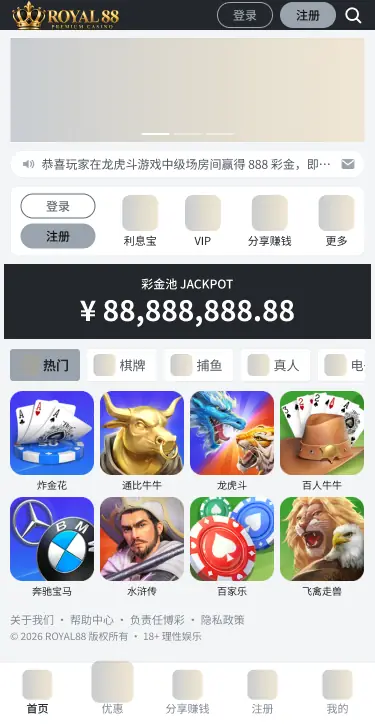 ROYAL 88
PREMIUM CASINO
登录
注册
恭喜玩家在龙虎斗游戏中级场房间赢得 888 彩金，即…
登录
注册
利息宝
VIP
分享赚钱
更多
彩金池 JACKPOT
¥ 88,888,888.88
热门
棋牌
捕鱼
真人
电
炸金花
通比牛牛
龙虎斗
百人牛牛
奔驰宝马
水浒传
百家乐
飞禽走兽
关于我们 · 帮助中心 · 负责任博彩 · 隐私政策
© 2026 ROYAL88 版权所有 · 18+ 理性娱乐
首页
优惠
分享赚钱
注册
我的